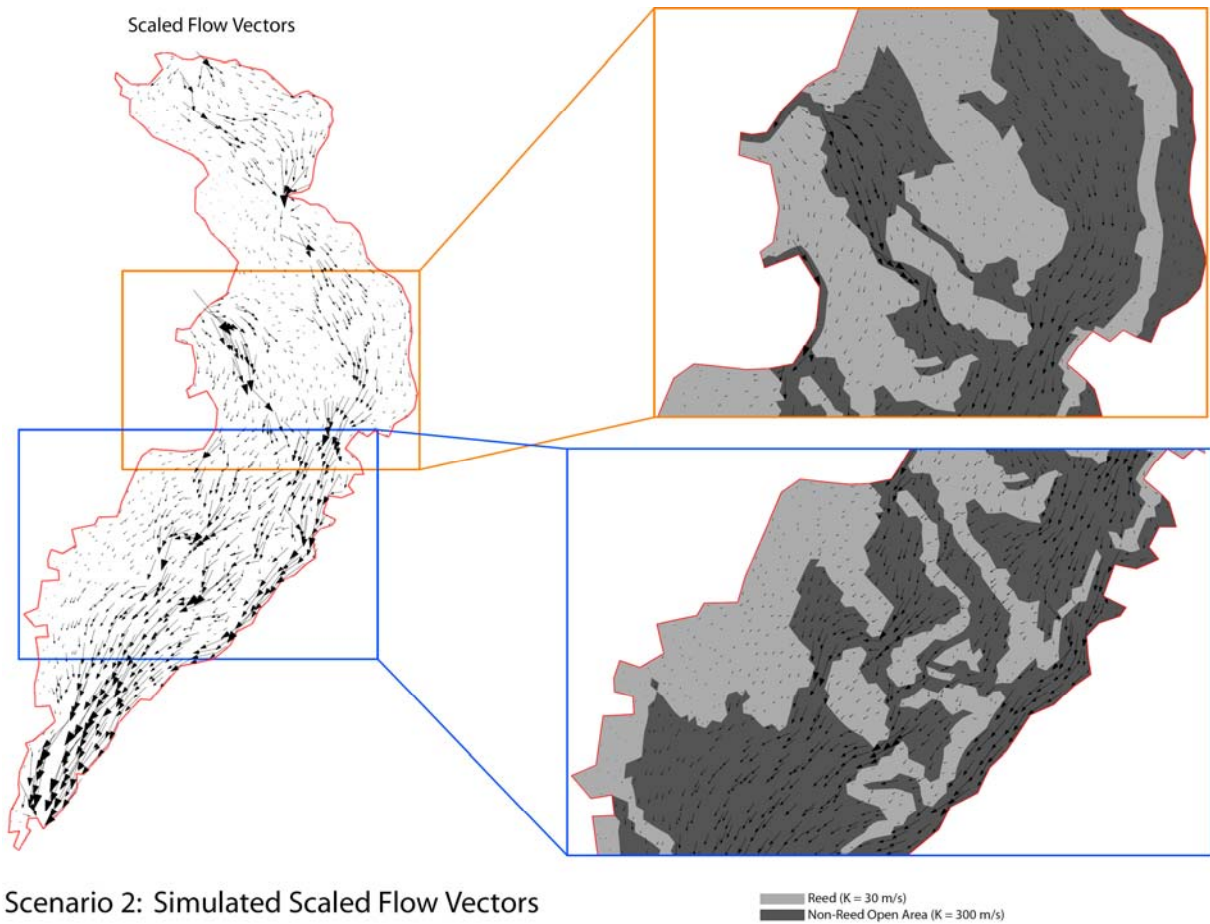 Scaled Flow Vectors
Scenario 2: Simulated Scaled Flow Vectors
Reed (K = 30 m/s)
Non-Reed Open Area (K = 300 m/s)